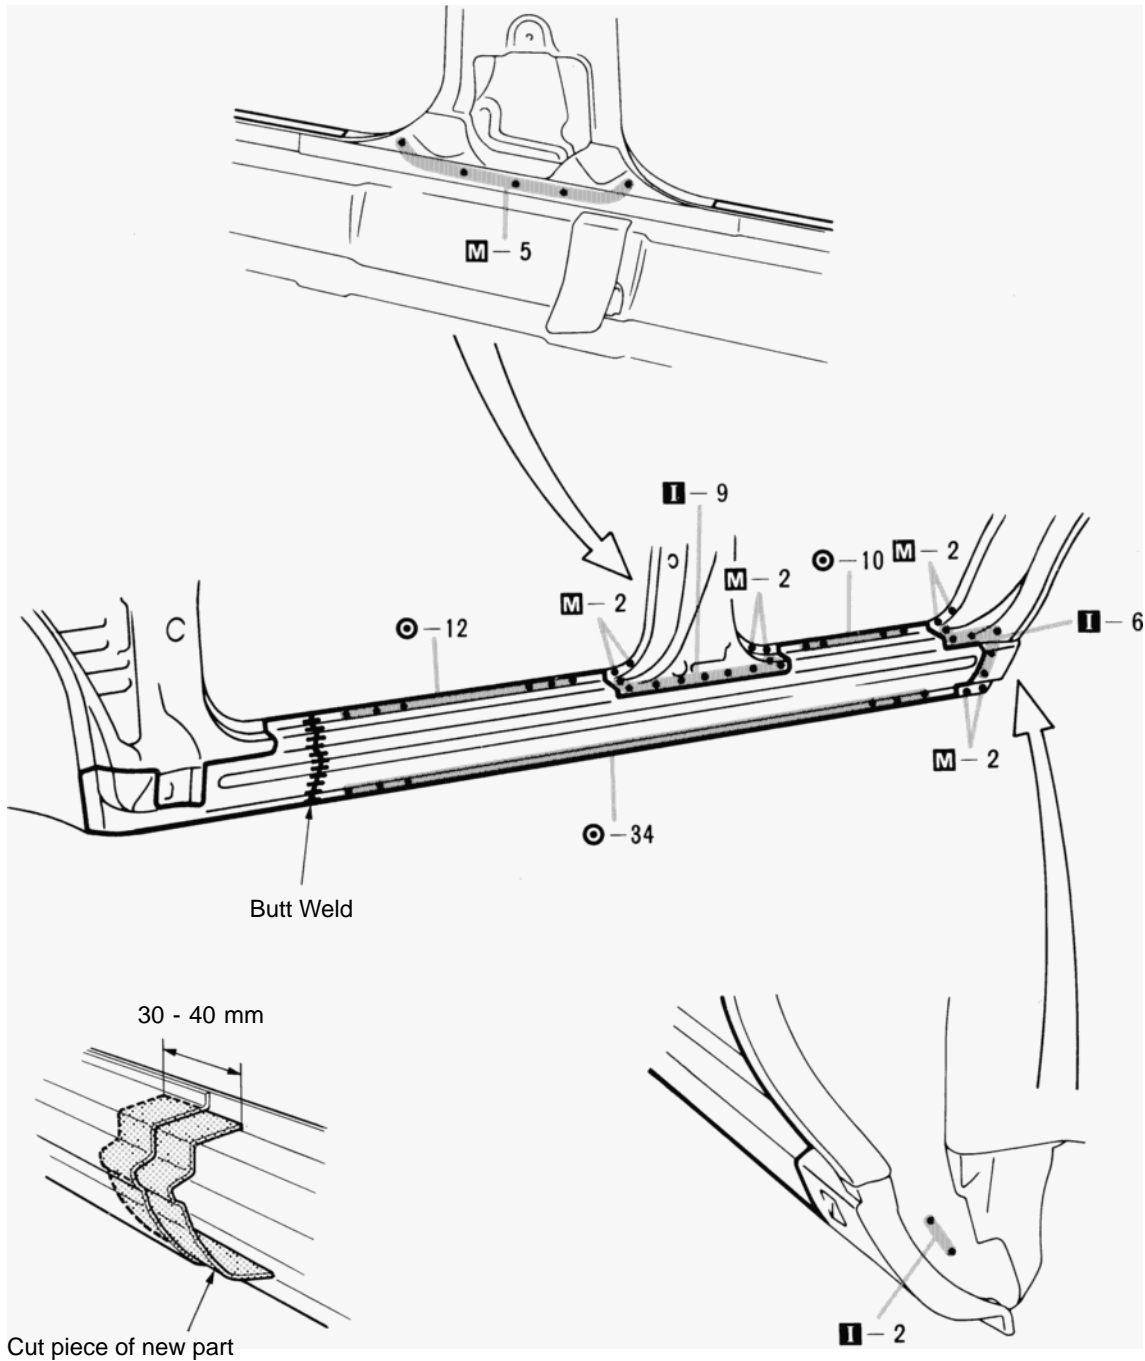 M – 5
I – 9
M – 2
⊙ –10
M – 2
M – 2
⊙ –12
I – 6
M – 2
⊙ –34
Butt Weld
30 - 40 mm
I – 2
Cut piece of new part